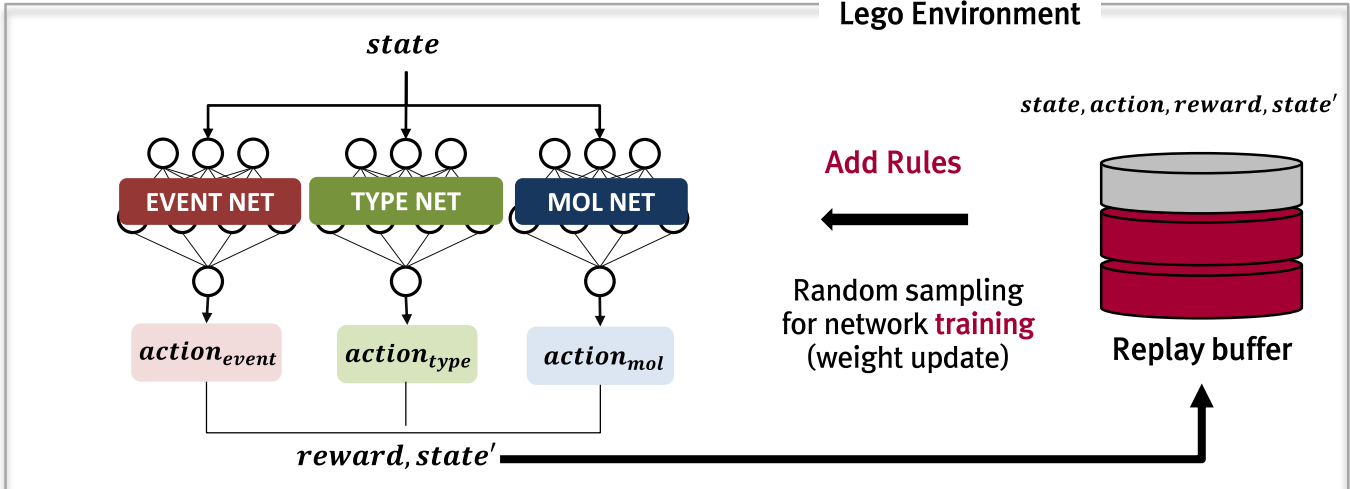 Lego Environment
state
state, action, reward, state′
EVENT NET
TYPE NET
MOL NET
Add Rules
Random sampling
for network training
(weight update)
Replay buffer
action_event
action_type
action_mol
reward, state′